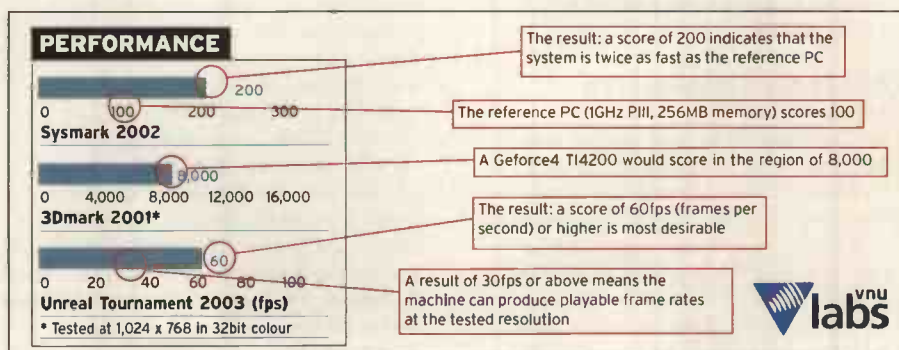 PERFORMANCE
200
0 100 200 300
Sysmark 2002
8,000
0 4,000 8,000 12,000 16,000
3Dmark 2001*
60
0 20 40 60 80 100
Unreal Tournament 2003 (fps)
* Tested at 1,024 x 768 in 32bit colour
The result: a score of 200 indicates that the
system is twice as fast as the reference PC
The reference PC (1GHz PIII, 256MB memory) scores 100
A Geforce4 TI4200 would score in the region of 8,000
The result: a score of 60fps (frames per
second) or higher is most desirable
A result of 30fps or above means the
machine can produce playable frame rates
at the tested resolution
vnu
labs